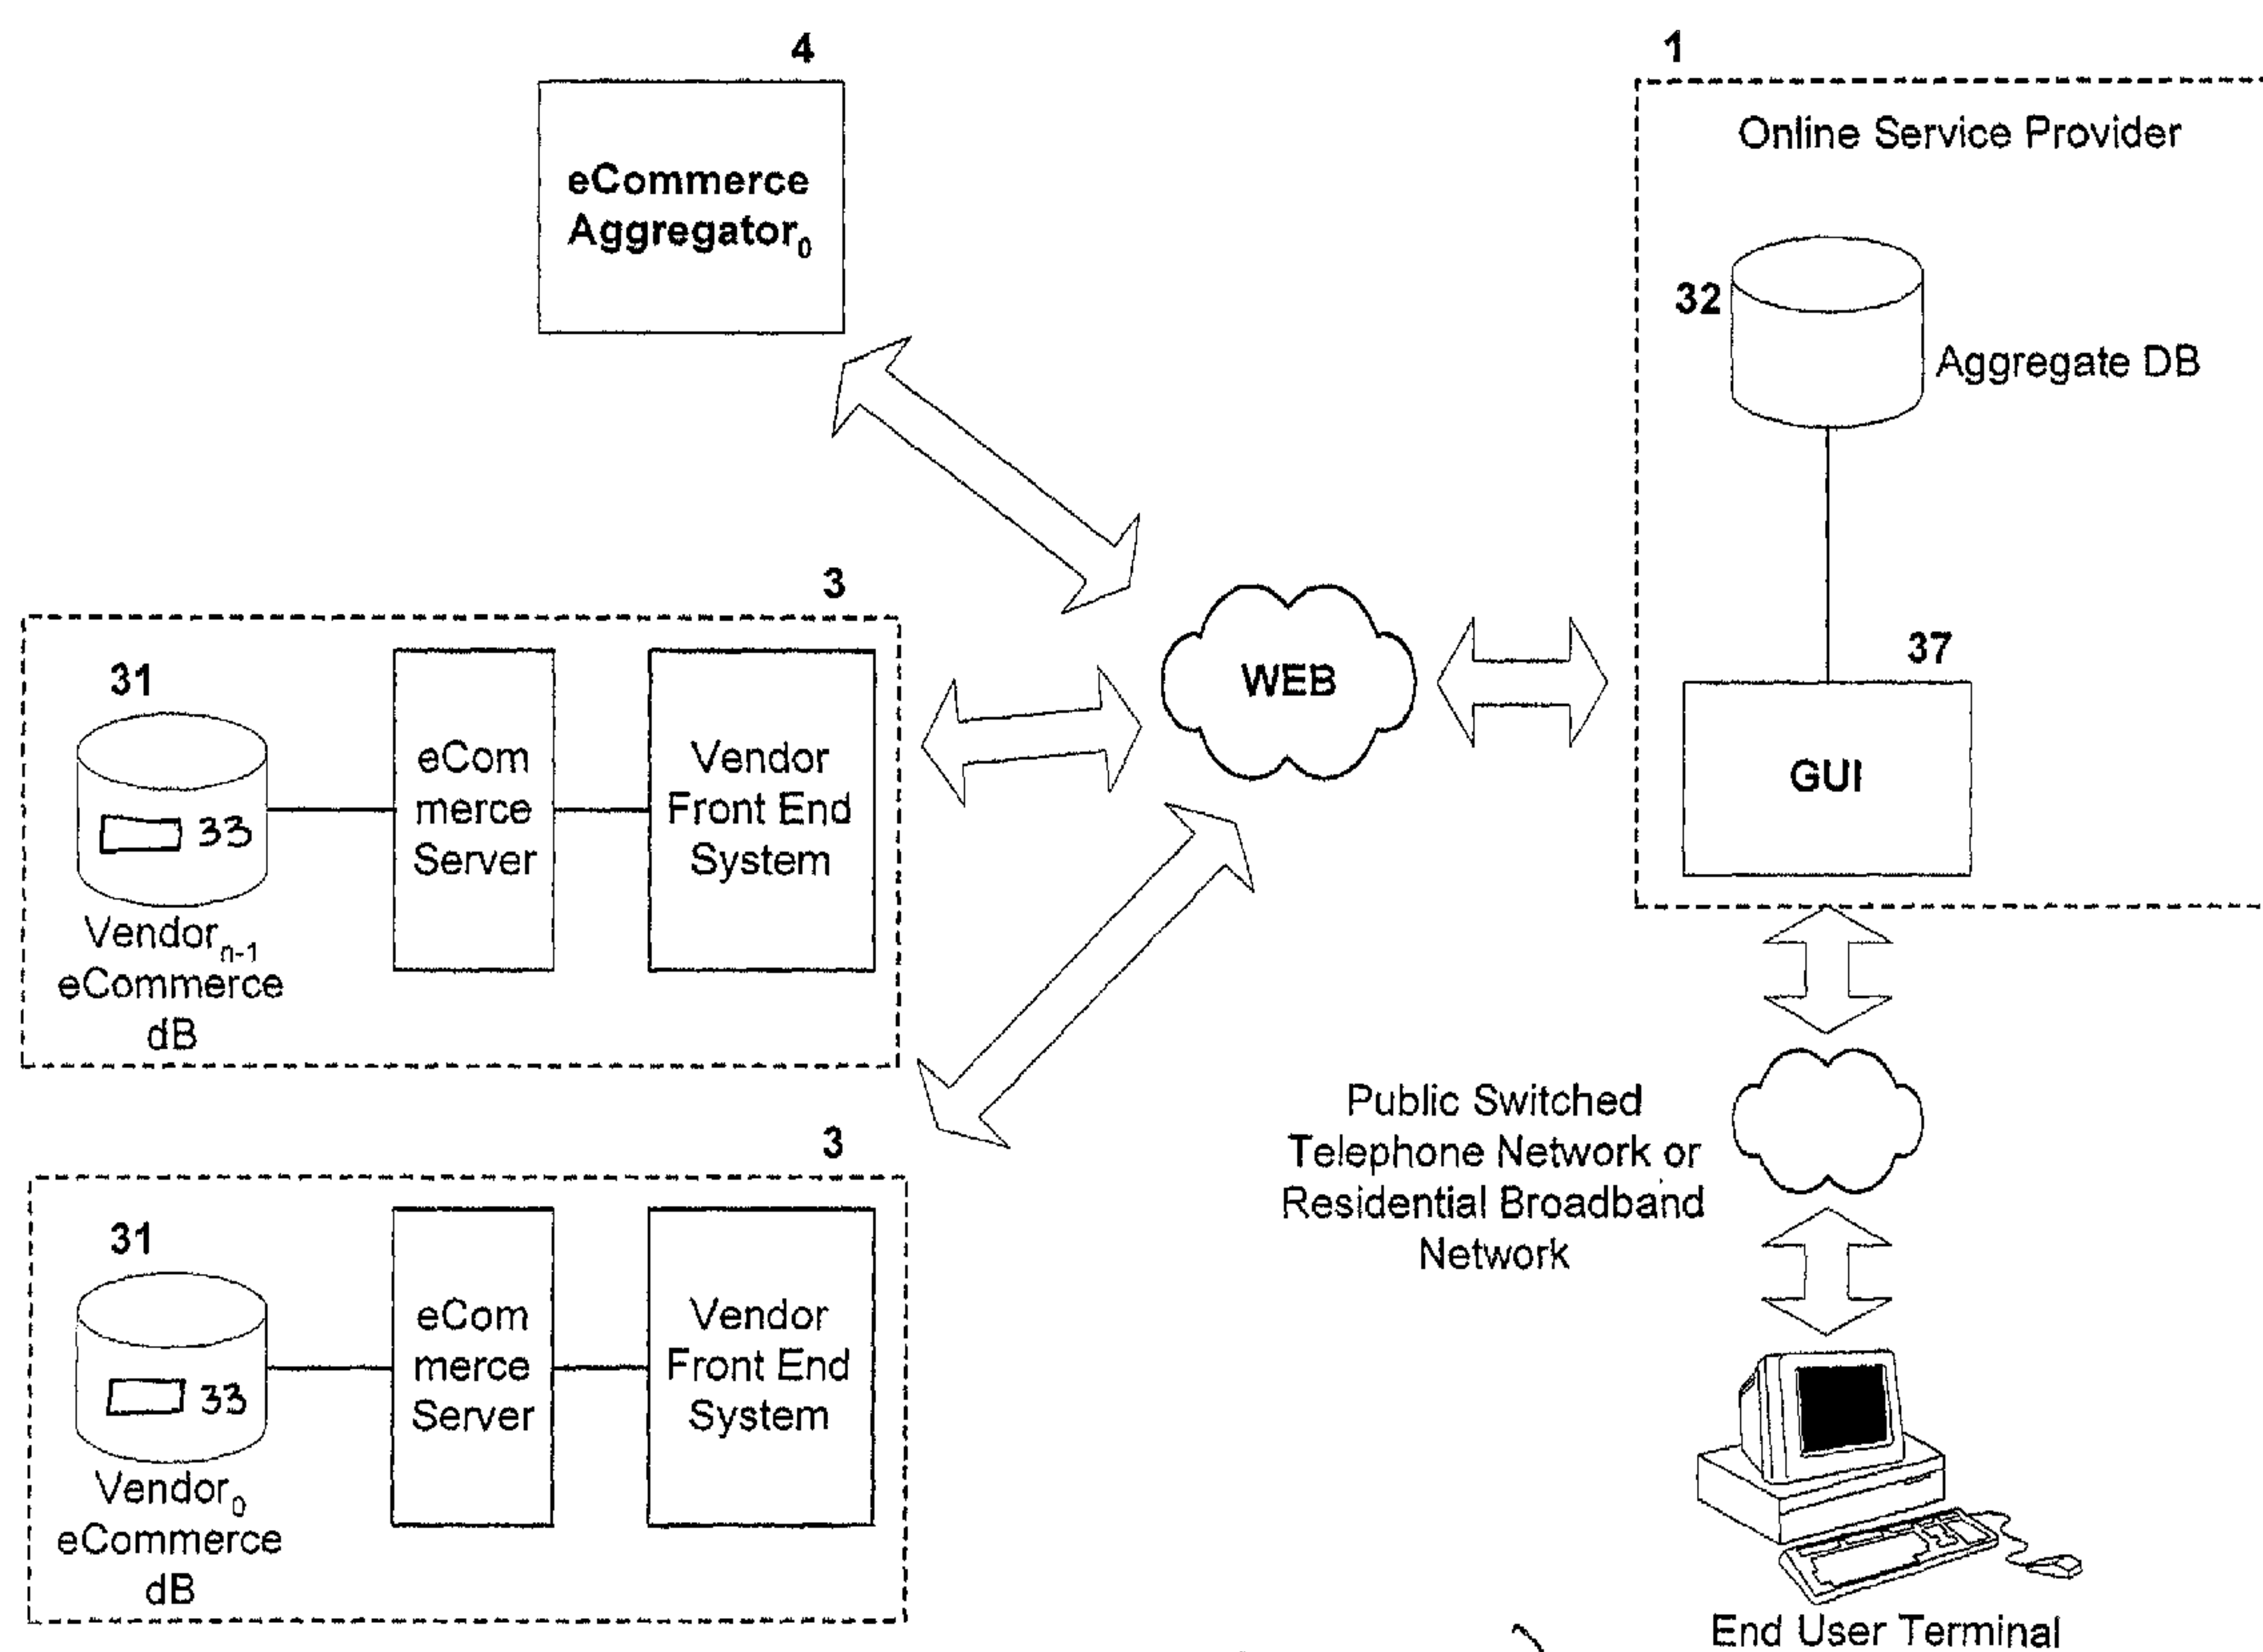 4
eCommerce
Aggregator0
1
Online Service Provider
32
Aggregate DB
37
GUI
WEB
3
31
33
Vendorn-1
eCommerce
dB
eCom
merce
Server
Vendor
Front End
System
3
31
33
Vendor0
eCommerce
dB
eCom
merce
Server
Vendor
Front End
System
Public Switched
Telephone Network or
Residential Broadband
Network
End User Terminal